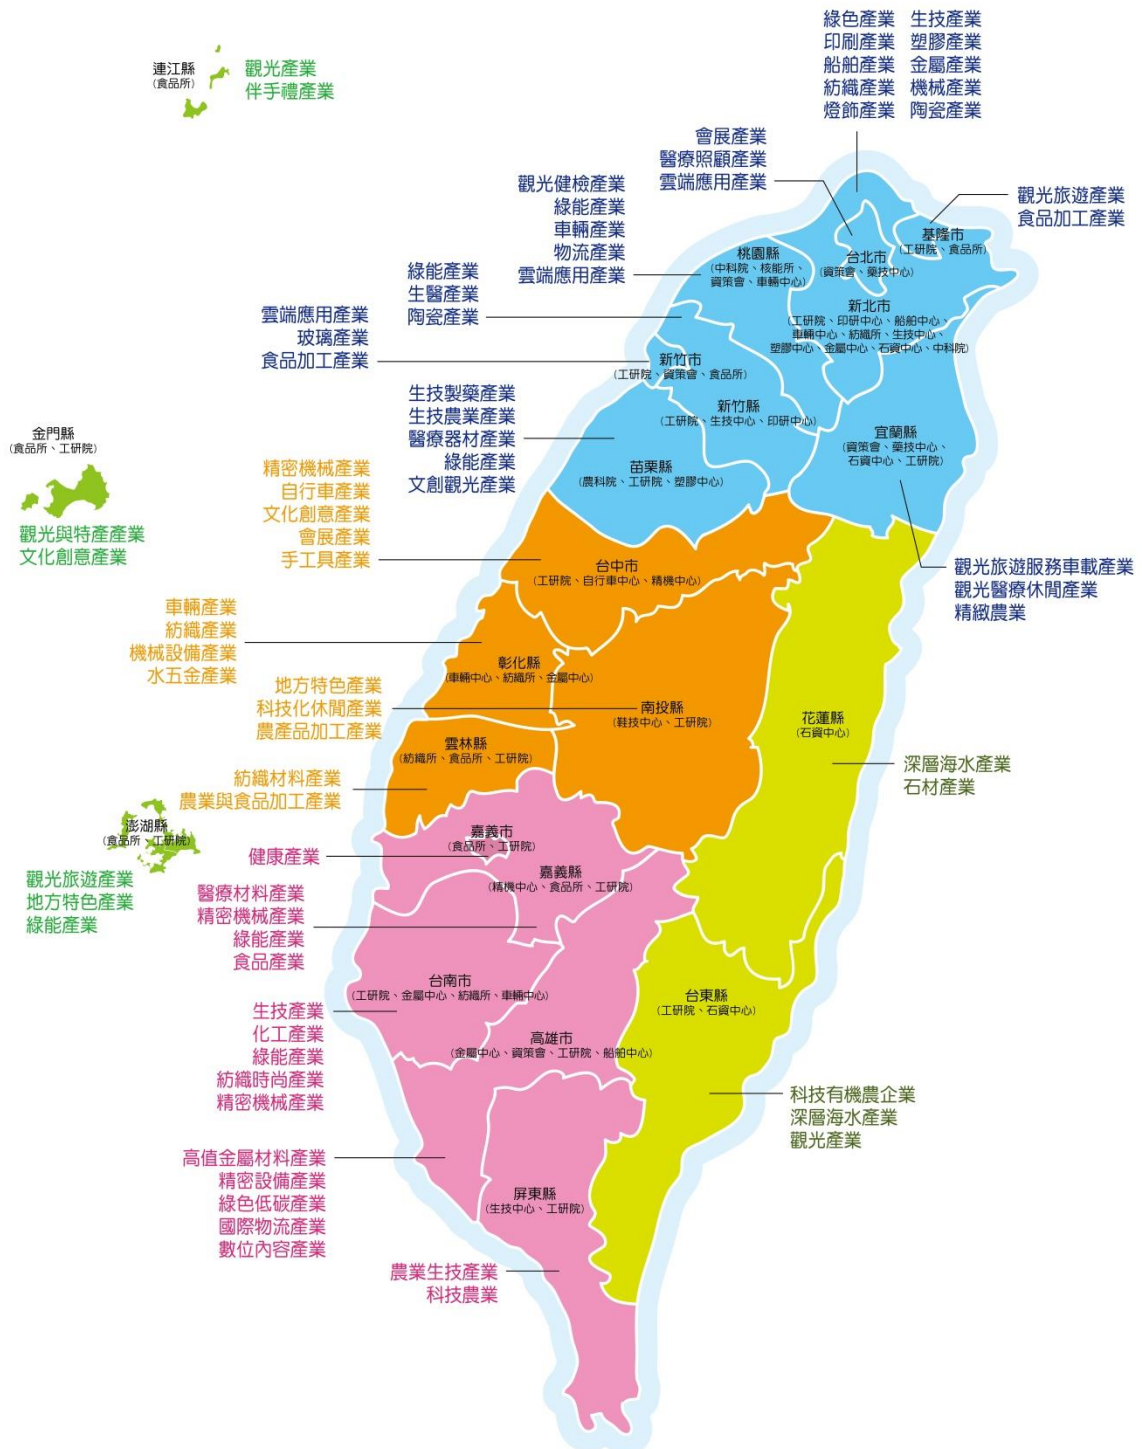 綠色產業 生技產業
印刷產業 塑膠產業
船舶產業 金屬產業
紡織產業 機械產業
燈飾產業 陶瓷產業
連江縣
(食品所)
觀光產業
伴手禮產業
會展產業
醫療照顧產業
雲端應用產業
觀光健檢產業
綠能產業
車輛產業
物流產業
雲端應用產業
觀光旅遊產業
食品加工產業
基隆市
(工研院、食品所)
台北市
(資策會、藥技中心)
桃園縣
(中科院、核能所、
資策會、車輛中心)
新北市
(工研院、印研中心、船舶中心、
車輛中心、紡織所、生技中心、
塑膠中心、金屬中心、石資中心、中科院)
綠能產業
生醫產業
陶瓷產業
雲端應用產業
玻璃產業
食品加工產業
新竹市
(工研院、資策會、食品所)
新竹縣
(工研院、生技中心、印研中心)
生技製藥產業
生技農業產業
醫療器材產業
綠能產業
文創觀光產業
苗栗縣
(農科院、工研院、塑膠中心)
宜蘭縣
(資策會、藥技中心、
石資中心、工研院)
金門縣
(食品所、工研院)
觀光與特產產業
文化創意產業
精密機械產業
自行車產業
文化創意產業
會展產業
手工具產業
台中市
(工研院、自行車中心、精機中心)
觀光旅遊服務車載產業
觀光醫療休閒產業
精緻農業
車輛產業
紡織產業
機械設備產業
水五金產業
彰化縣
(車輛中心、紡織所、金屬中心)
地方特色產業
科技化休閒產業
農產品加工產業
南投縣
(鞋技中心、工研院)
花蓮縣
(石資中心)
雲林縣
(紡織所、食品所、工研院)
深層海水產業
石材產業
紡織材料產業
農業與食品加工產業
澎湖縣
(食品所、工研院)
觀光旅遊產業
地方特色產業
綠能產業
嘉義市
(食品所、工研院)
健康產業
嘉義縣
(精機中心、食品所、工研院)
醫療材料產業
精密機械產業
綠能產業
食品產業
台南市
(工研院、金屬中心、紡織所、車輛中心)
台東縣
(工研院、石資中心)
生技產業
化工產業
綠能產業
紡織時尚產業
精密機械產業
高雄市
(金屬中心、資策會、工研院、船舶中心)
科技有機農企業
深層海水產業
觀光產業
高值金屬材料產業
精密設備產業
綠色低碳產業
國際物流產業
數位內容產業
屏東縣
(生技中心、工研院)
農業生技產業
科技農業